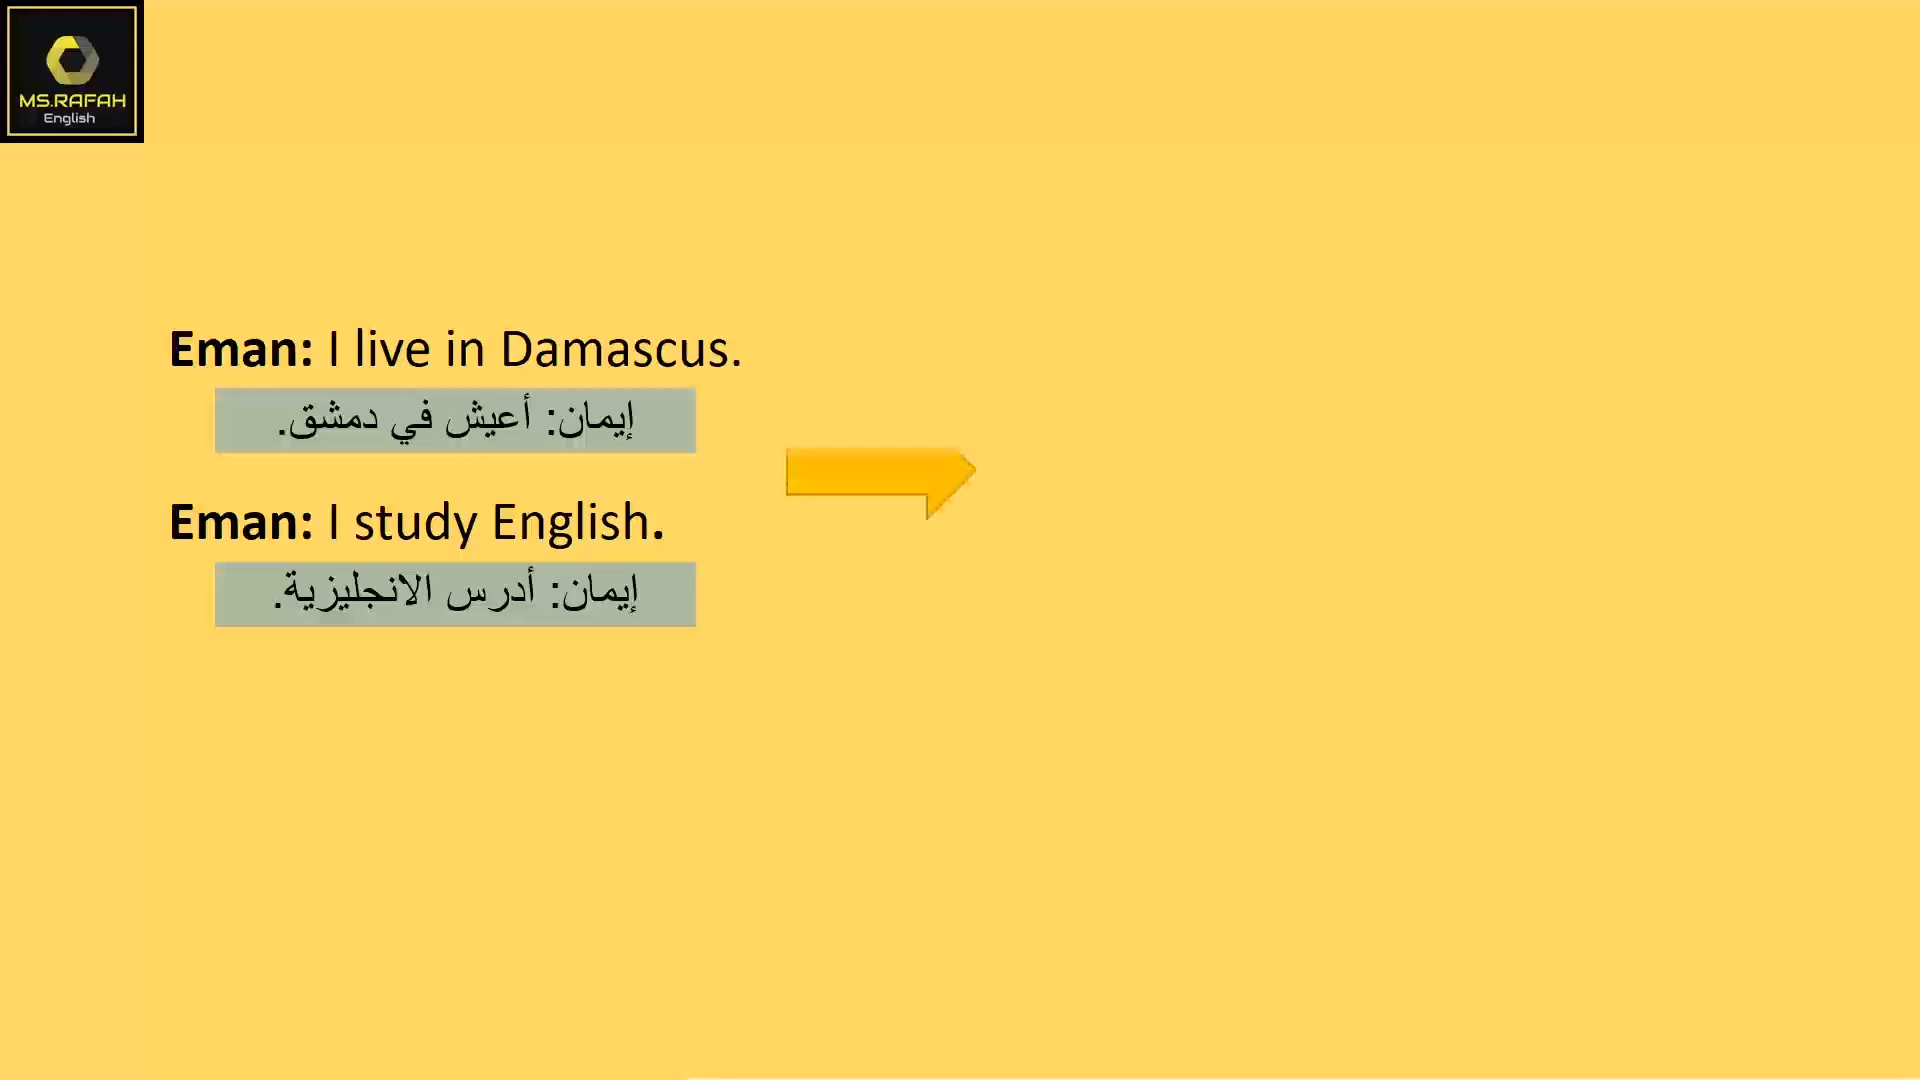 MS.RAFAH
English
Eman: I live in Damascus.
إيمان: أعيش في دمشق.
Eman: I study English.
إيمان: أدرس الانجليزية.